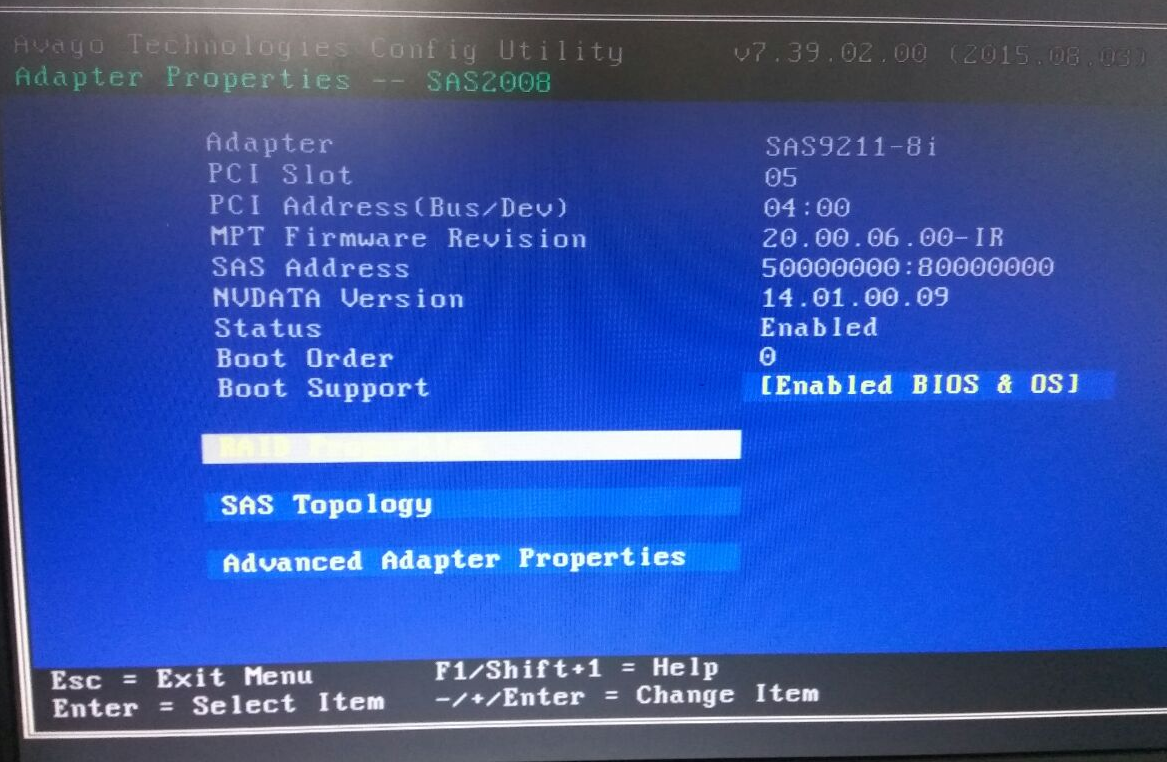 Avago Technologies Config Utility v7.39.02.00 (2015.08.03)
Adapter Properties -- SAS2008
Adapter SAS9211-8i
PCI Slot 05
PCI Address(Bus/Dev) 04:00
MPT Firmware Revision 20.00.06.00-IR
SAS Address 50000000:80000000
NVDATA Version 14.01.00.09
Status Enabled
Boot Order 0
Boot Support [Enabled BIOS & OS]
RAID Properties
SAS Topology
Advanced Adapter Properties
Esc = Exit Menu F1/Shift+1 = Help
Enter = Select Item -/+/Enter = Change Item